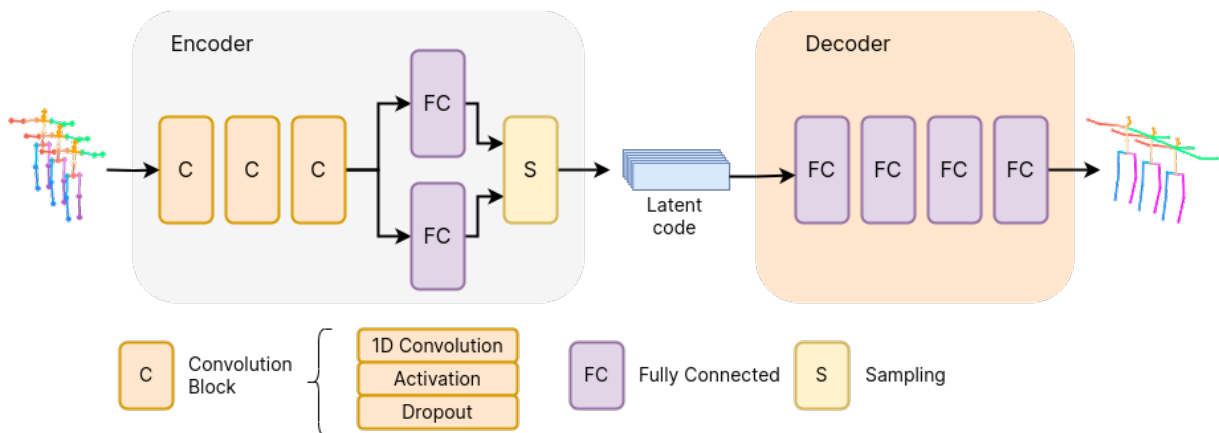 Encoder
Decoder
FC
C
C
C
S
FC
Latent
code
FC
FC
FC
FC
C
Convolution
Block
1D Convolution
Activation
Dropout
FC
Fully Connected
S
Sampling